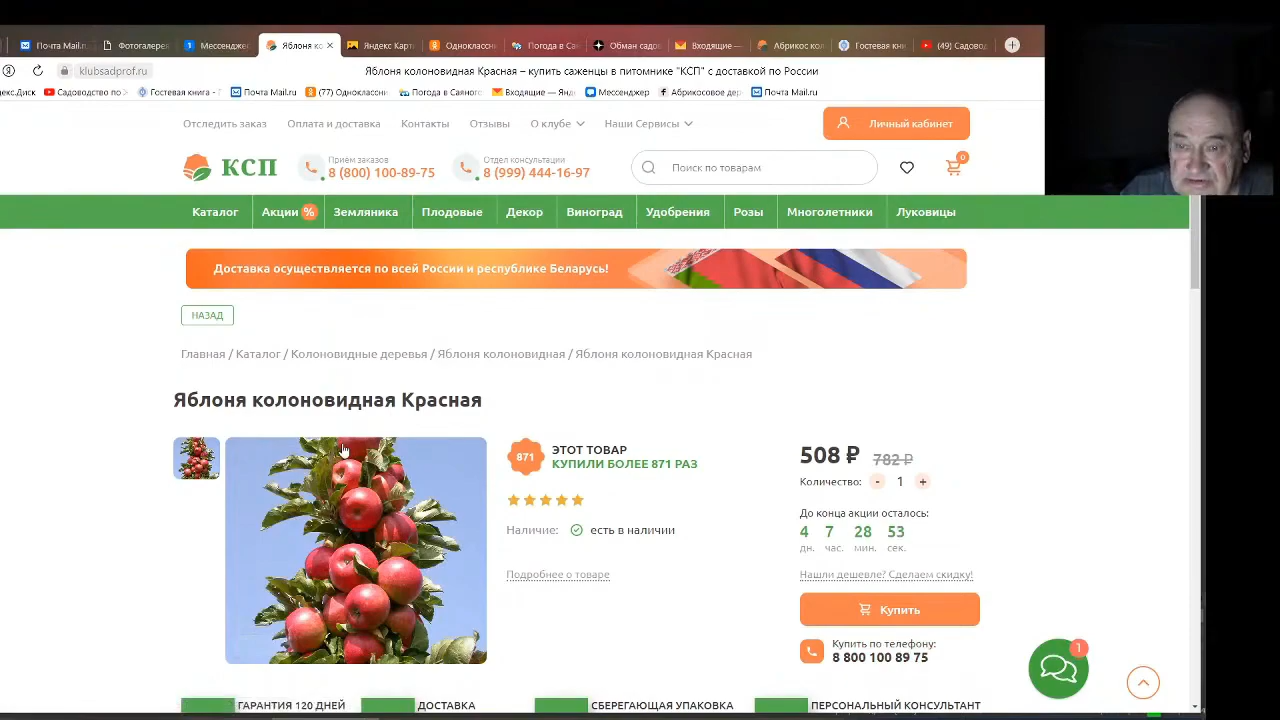 Почта Mail.ru
Фотогалерея
Мессендже
Яблоня ко
Яндекс Карт
Одноклассн
Погода в Сая
Обман садо
Входящие —
Абрикос кол
Гостевая кни
(49) Садовод
klubsadprof.ru
Яблоня колоновидная Красная – купить саженцы в питомнике "КСП" с доставкой по России
екс.Диск
Садоводство по
Гостевая книга -
Почта Mail.ru
(77) Одноклассни
Погода в Саяного
Входящие — Янде
Мессенджер
Абрикосовое дер
Почта Mail.ru
Отследить заказ
Оплата и доставка
Контакты
Отзывы
О клубе
Наши Сервисы
Личный кабинет
КСП
Прием заказов
8 (800) 100-89-75
Отдел консультации
8 (999) 444-16-97
Поиск по товарам
0
Каталог
Акции %
Земляника
Плодовые
Декор
Виноград
Удобрения
Розы
Многолетники
Луковицы
Доставка осуществляется по всей России и республике Беларусь!
НАЗАД
Главная / Каталог / Колоновидные деревья / Яблоня колоновидная / Яблоня колоновидная Красная
Яблоня колоновидная Красная
871
ЭТОТ ТОВАР
КУПИЛИ БОЛЕЕ 871 РАЗ
Наличие: есть в наличии
Подробнее о товаре
508 ₽ 782 ₽
Количество: - 1 +
До конца акции осталось:
4 7 28 53
дн. час. мин. сек.
Нашли дешевле? Сделаем скидку!
Купить
Купить по телефону:
8 800 100 89 75
1
ГАРАНТИЯ 120 ДНЕЙ
ДОСТАВКА
СБЕРЕГАЮЩАЯ УПАКОВКА
ПЕРСОНАЛЬНЫЙ КОНСУЛЬТАНТ